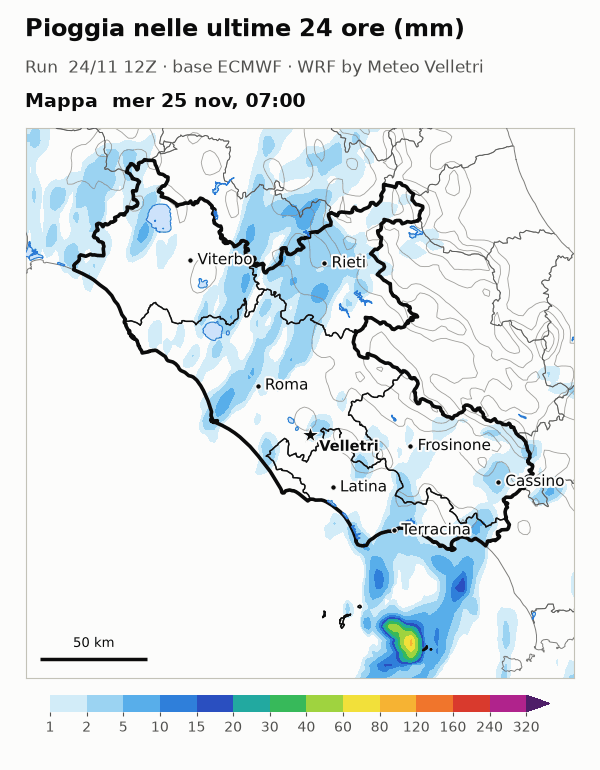 Pioggia nelle ultime 24 ore (mm)
Run  24/11 12Z · base ECMWF · WRF by Meteo Velletri
Mappa  mer 25 nov, 07:00
Viterbo
Rieti
Roma
Velletri
Frosinone
Cassino
Latina
Terracina
50 km
1 2 5 10 15 20 30 40 60 80 120 160 240 320